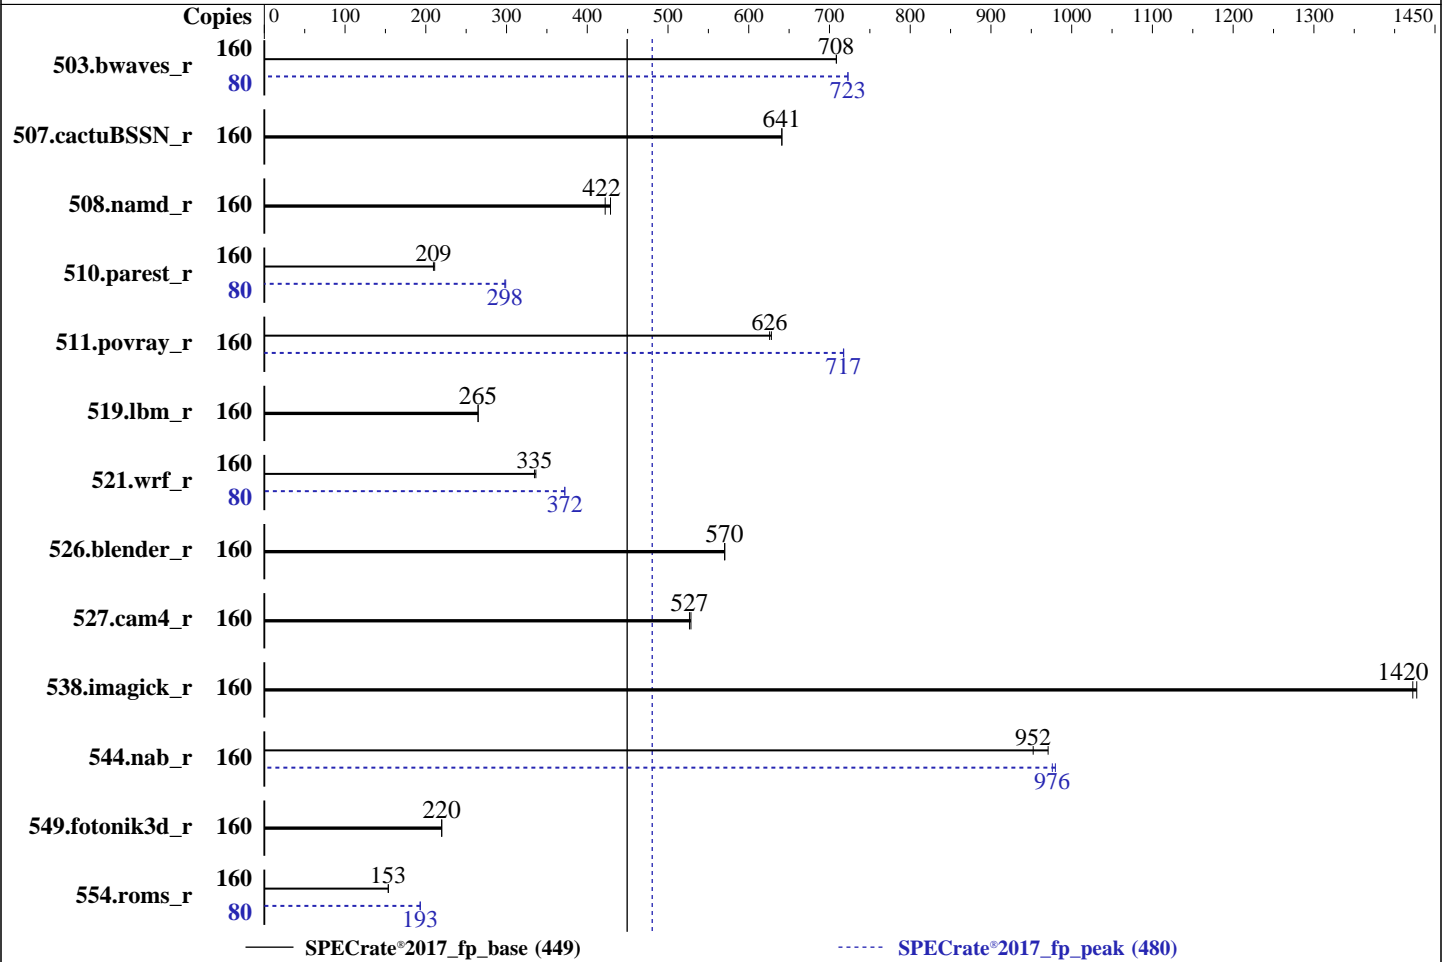 Copies 0 100 200 300 400 500 600 700 800 900 1000 1100 1200 1300 1450
503.bwaves_r 160 708
80 723
507.cactuBSSN_r 160 641
508.namd_r 160 422
510.parest_r 160 209
80 298
511.povray_r 160 626
717
519.lbm_r 160 265
521.wrf_r 160 335
80 372
526.blender_r 160 570
527.cam4_r 160 527
538.imagick_r 160 1420
544.nab_r 160 952
976
549.fotonik3d_r 160 220
554.roms_r 160 153
80 193
SPECrate®2017_fp_base (449) SPECrate®2017_fp_peak (480)